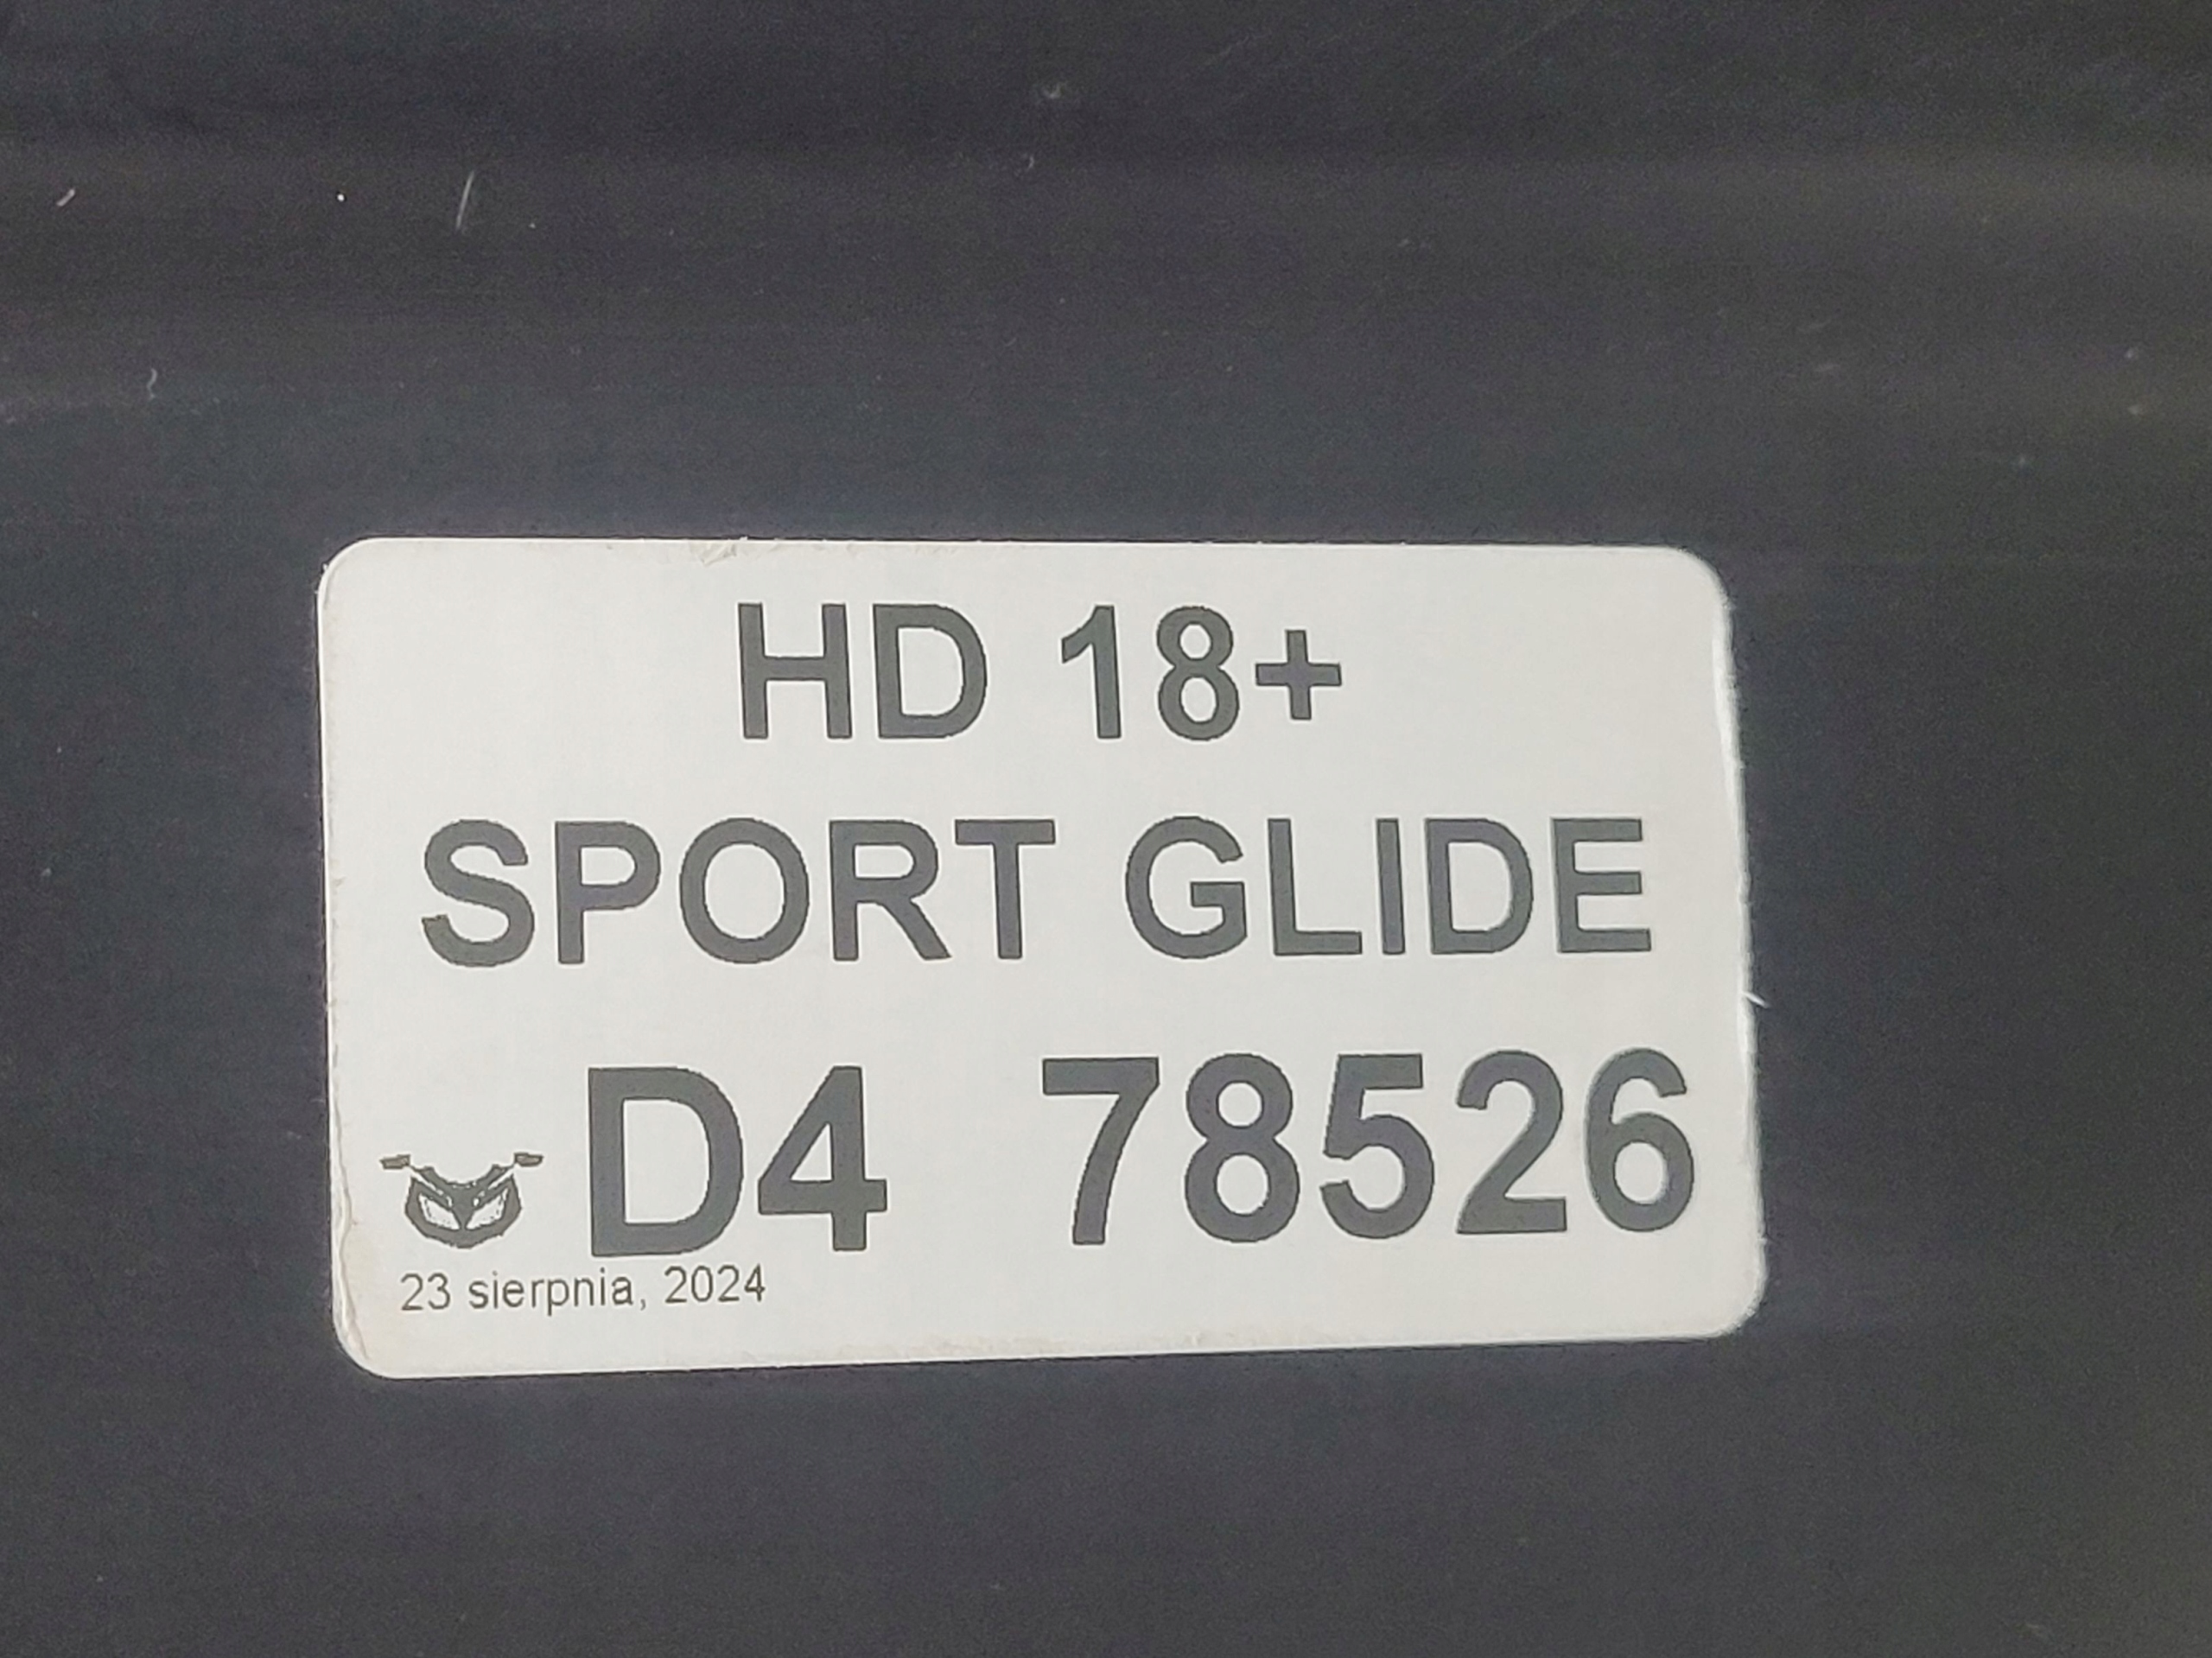 HD 18+
SPORT GLIDE
D4 78526
23 sierpnia, 2024